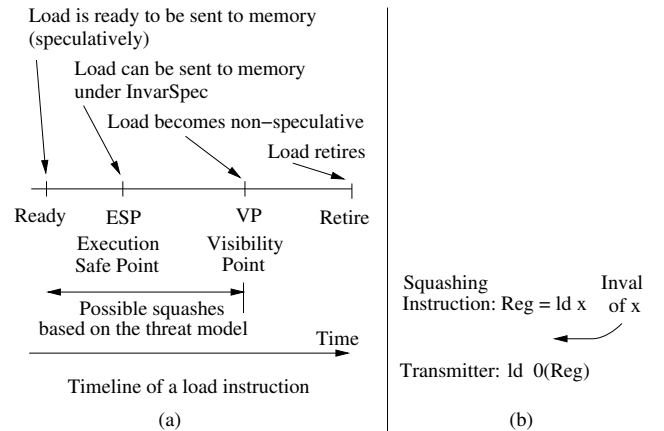 Load is ready to be sent to memory
(speculatively)
Load can be sent to memory
under InvarSpec
Load becomes non−speculative
Load retires
Ready
ESP
VP
Retire
Execution
Safe Point
Visibility
Point
Possible squashes
based on the threat model
Time
Timeline of a load instruction
(a)
Squashing
Instruction: Reg = ld x
Inval
of x
Transmitter: ld 0(Reg)
(b)